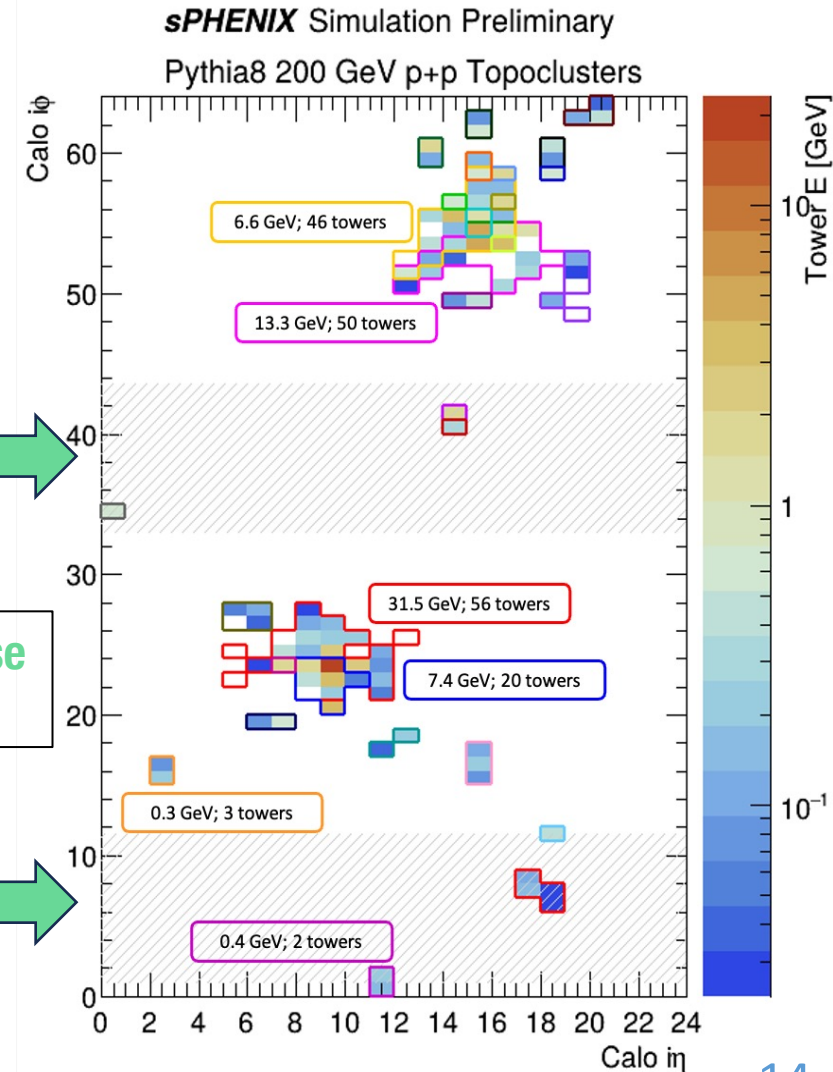 sPHENIX Simulation Preliminary
Pythia8 200 GeV p+p Topoclusters
Calo iϕ
60
50
40
30
20
10
0
6.6 GeV; 46 towers
13.3 GeV; 50 towers
31.5 GeV; 56 towers
se
7.4 GeV; 20 towers
0.3 GeV; 3 towers
0.4 GeV; 2 towers
0 2 4 6 8 10 12 14 16 18 20 22 24
Calo iη
Tower E [GeV]
10
1
10⁻¹
14